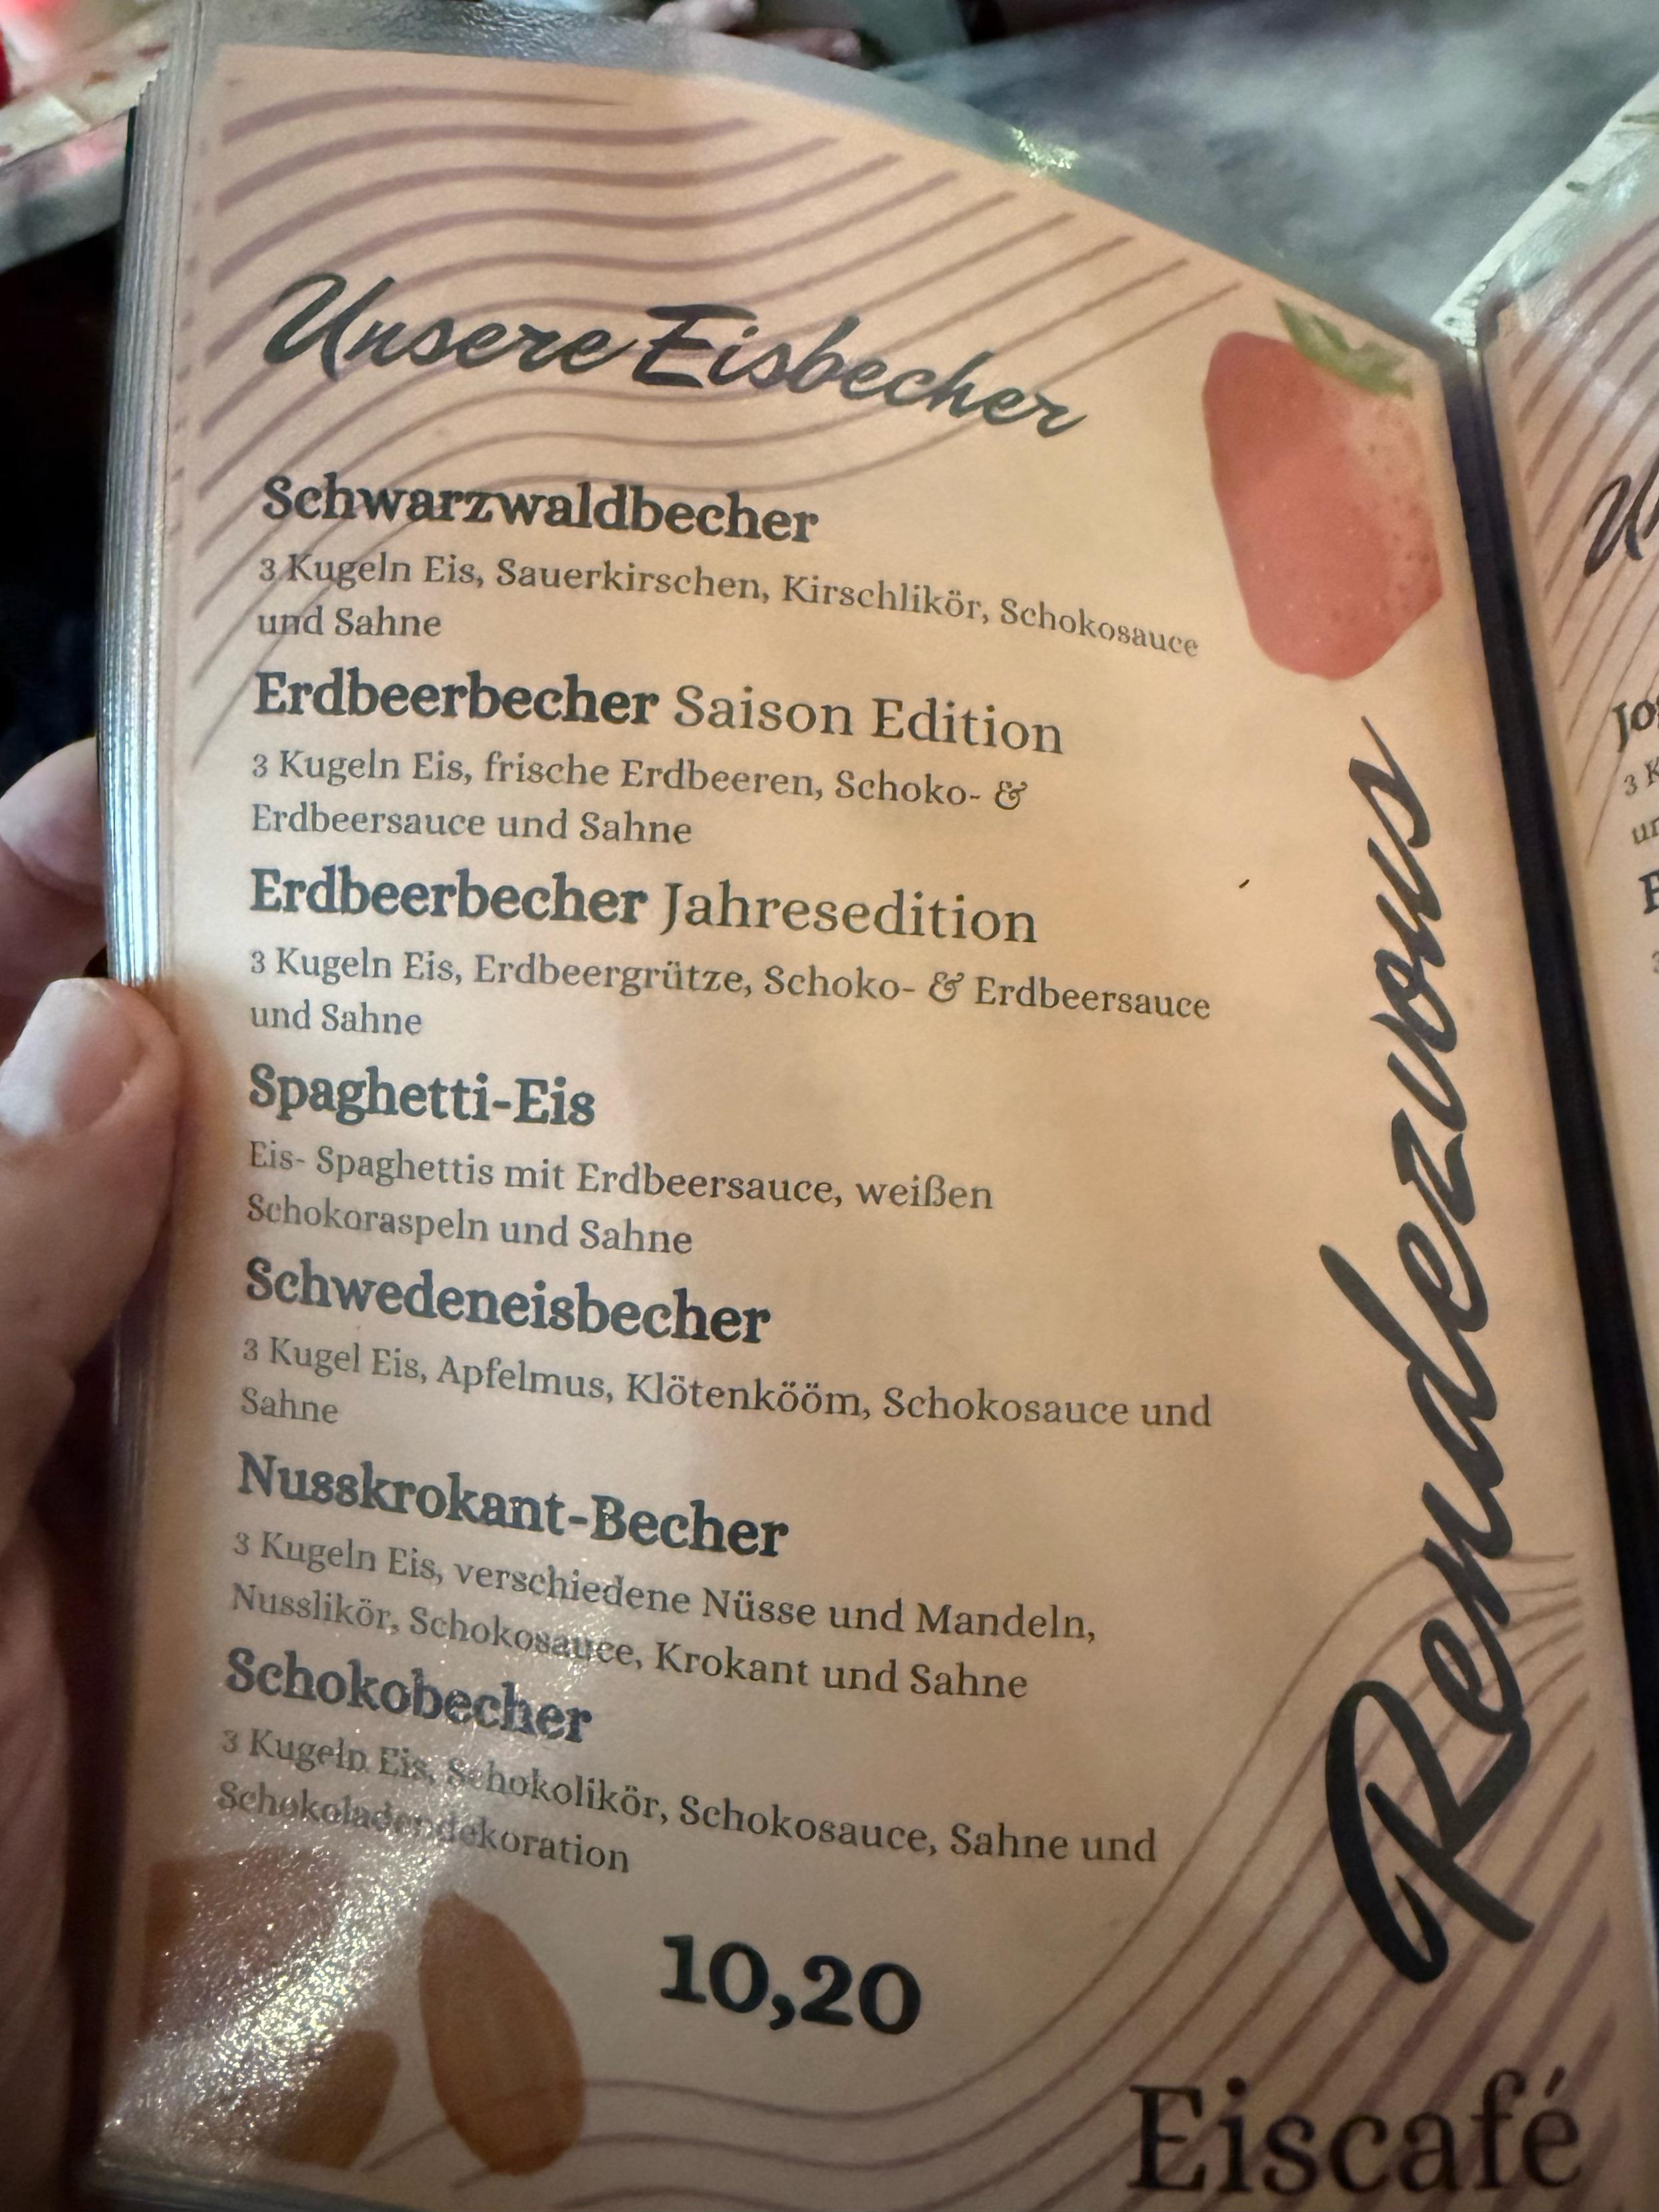 Unsere Eisbecher
Schwarzwaldbecher
3 Kugeln Eis, Sauerkirschen, Kirschlikör, Schokosauce
und Sahne
Erdbeerbecher Saison Edition
3 Kugeln Eis, frische Erdbeeren, Schoko- &
Erdbeersauce und Sahne
Erdbeerbecher Jahresedition
3 Kugeln Eis, Erdbeergrütze, Schoko- & Erdbeersauce
und Sahne
Spaghetti-Eis
Eis- Spaghettis mit Erdbeersauce, weißen
Schokoraspeln und Sahne
Schwedeneisbecher
3 Kugel Eis, Apfelmus, Klötenkööm, Schokosauce und
Sahne
Nusskrokant-Becher
3 Kugeln Eis, verschiedene Nüsse und Mandeln,
Nusslikör, Schokosauce, Krokant und Sahne
Schokobecher
3 Kugeln Eis, Schokolikör, Schokosauce, Sahne und
Schokoladendekoration
10,20
Rendezvous
Eiscafé